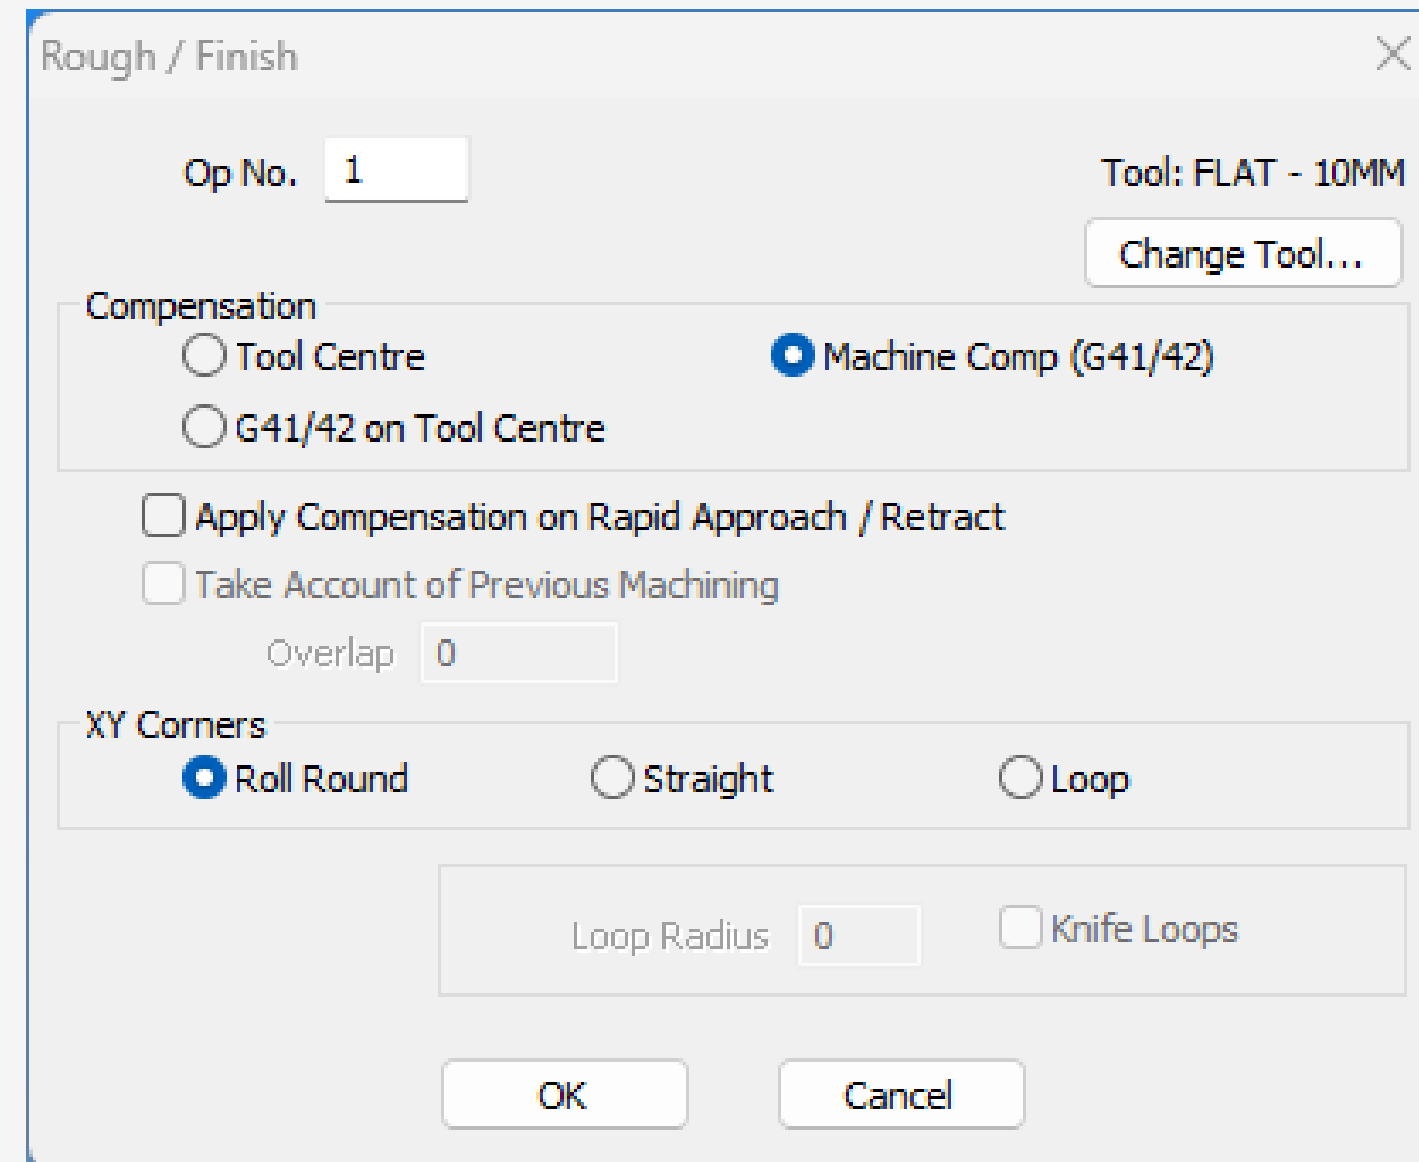 Rough / Finish
Op No. 1
Tool: FLAT - 10MM
Change Tool...
Compensation
Tool Centre
Machine Comp (G41/42)
G41/42 on Tool Centre
Apply Compensation on Rapid Approach / Retract
Take Account of Previous Machining
Overlap 0
XY Corners
Roll Round
Straight
Loop
Loop Radius 0
Knife Loops
OK
Cancel